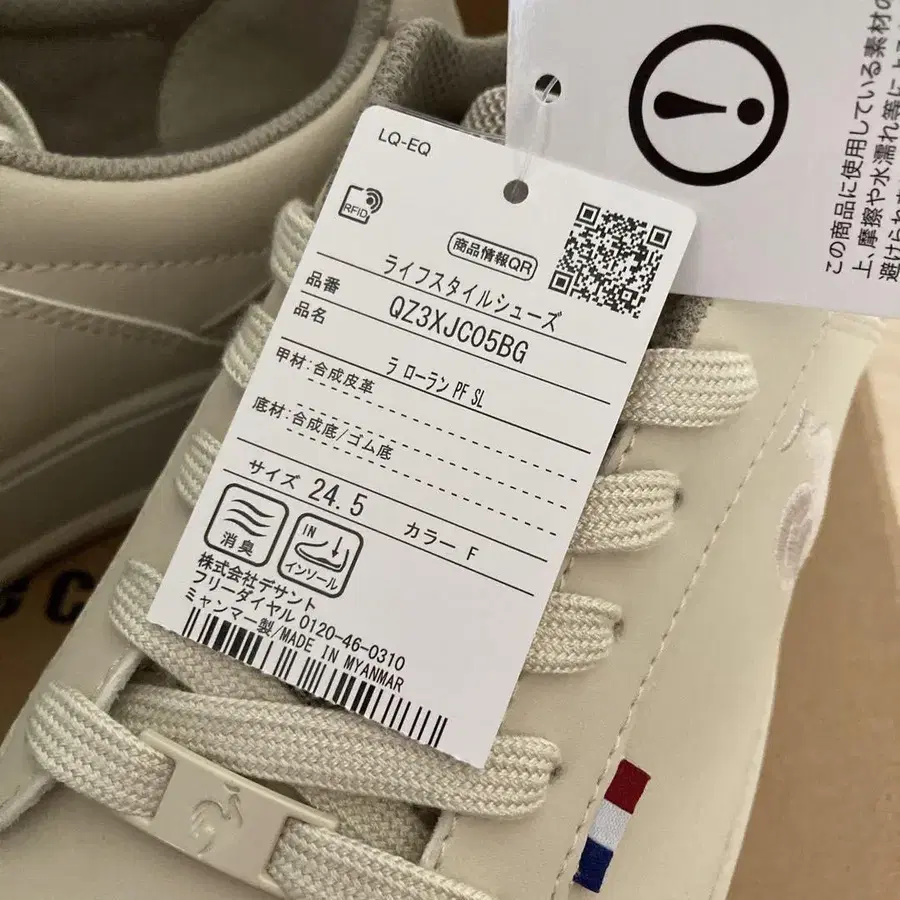 LQ-EQ
RFID
商品情報QR
ライフスタイルシューズ
品番 QZ3XJC05BG
品名 ラ ローラン PF SL
甲材:合成皮革
底材:合成底/ゴム底
サイズ 24.5 カラー F
消臭
IN
インソール
株式会社デサント
フリーダイヤル 0120-46-0310
ミャンマー製/MADE IN MYANMAR
この商品に使用している素材の
上、摩擦や水濡れ等によ